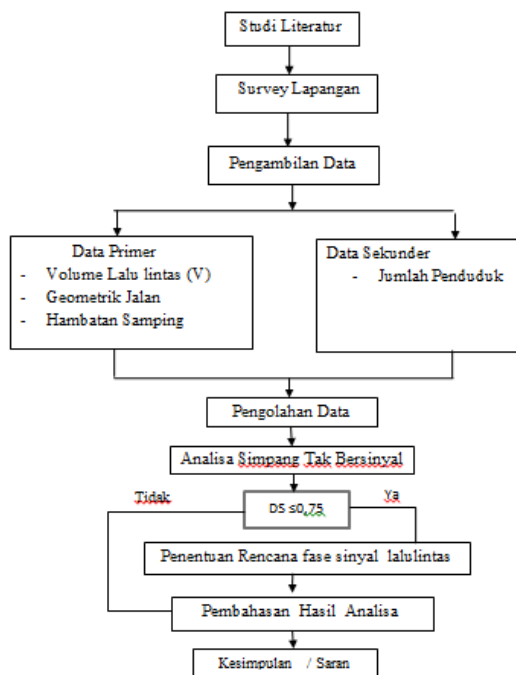 Studi Literatur
Survey Lapangan
Pengambilan Data
Data Primer
- Volume Lalu lintas (V)
- Geometrik Jalan
- Hambatan Samping
Data Sekunder
- Jumlah Penduduk
Pengolahan Data
Analisa Simpang Tak Bersinyal
Tidak
DS ≤0,75
Ya
Penentuan Rencana fase sinyal lalulintas
Pembahasan Hasil Analisa
Kesimpulan / Saran